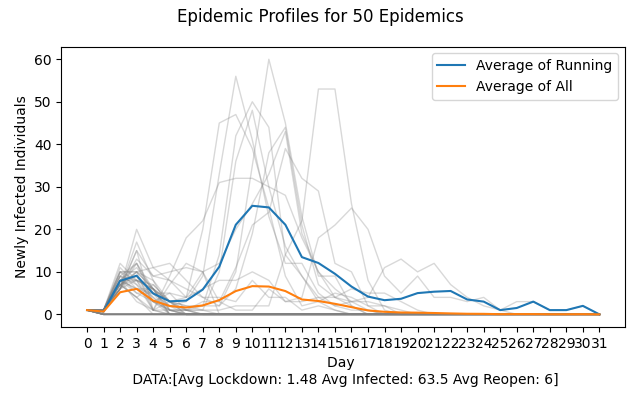 Epidemic Profiles for 50 Epidemics
60
50
40
30
20
10
0
Newly Infected Individuals
Average of Running
Average of All
0 1 2 3 4 5 6 7 8 9 10 11 12 13 14 15 16 17 18 19 20 21 22 23 24 25 26 27 28 29 30 31
Day
DATA:[Avg Lockdown: 1.48 Avg Infected: 63.5 Avg Reopen: 6]